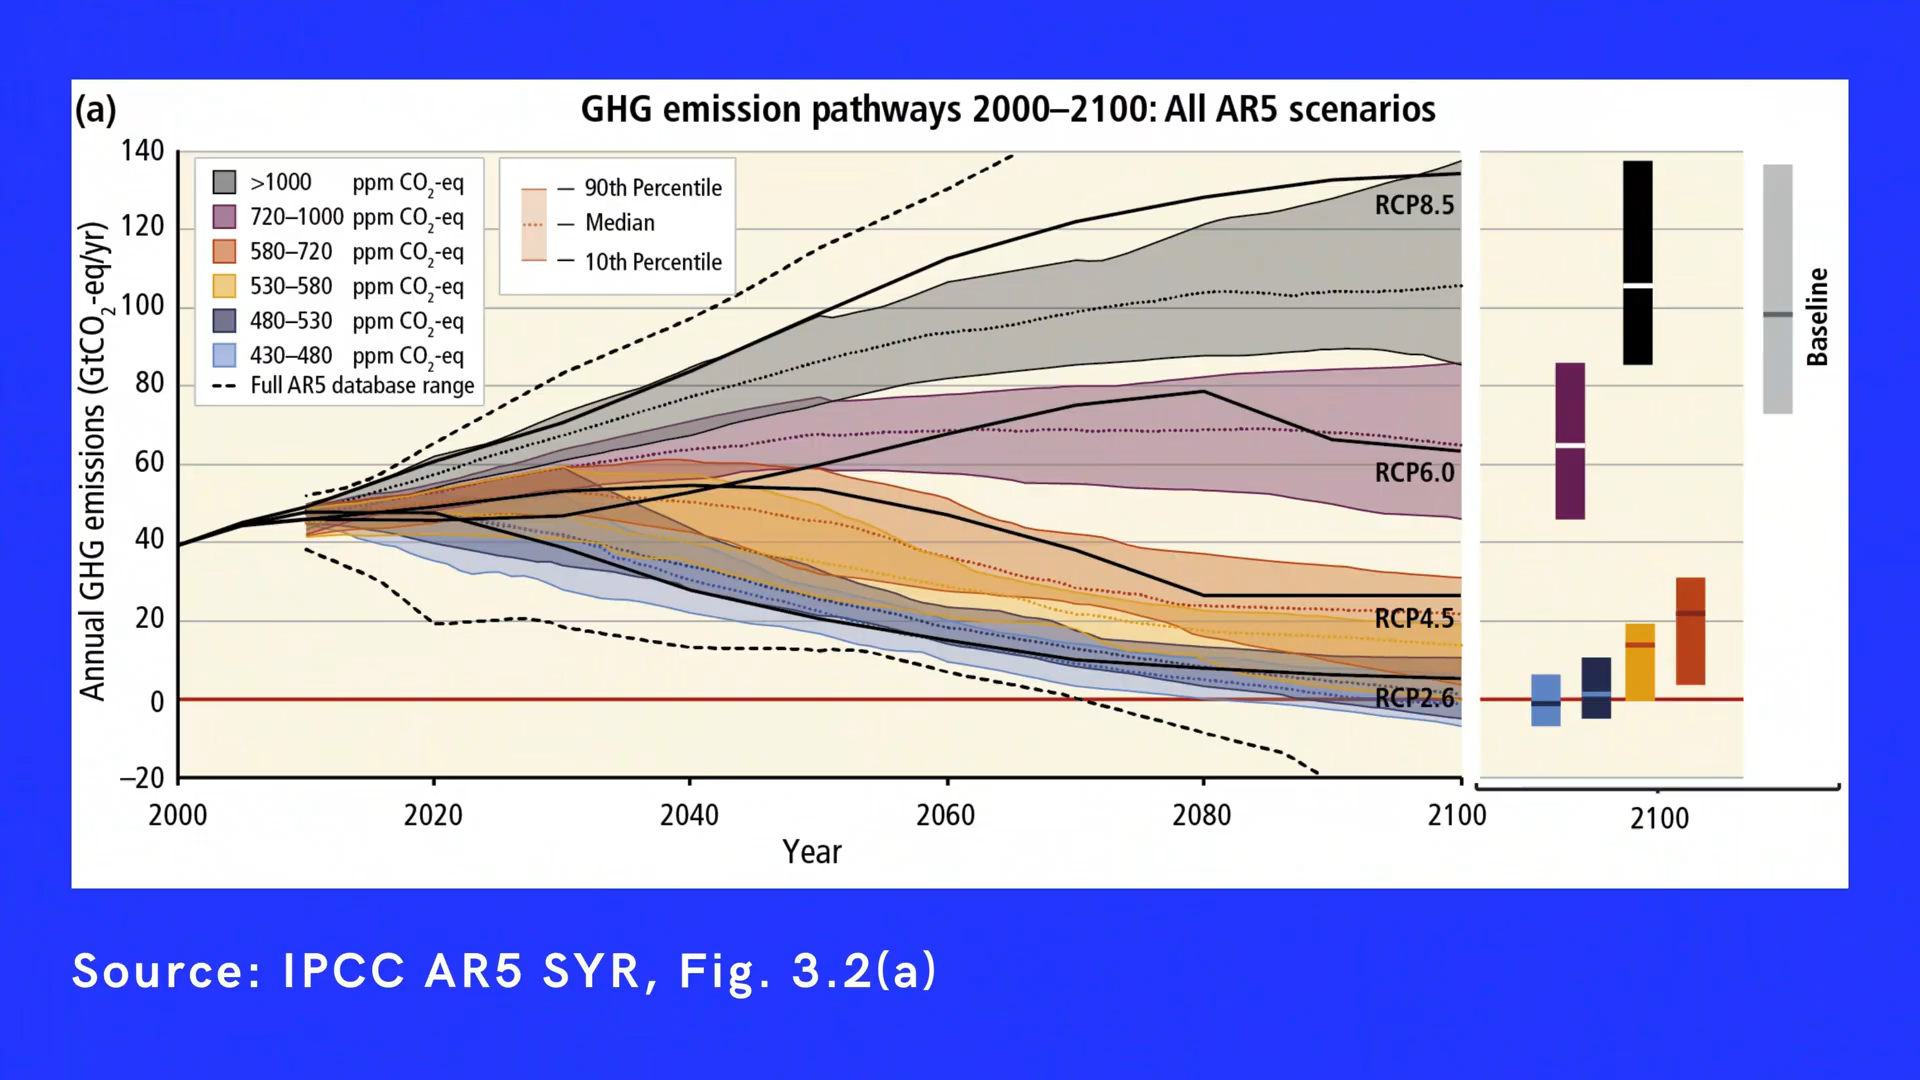 (a)
GHG emission pathways 2000–2100: All AR5 scenarios
Annual GHG emissions (GtCO2-eq/yr)
140
120
100
80
60
40
20
0
–20
>1000 ppm CO2-eq
720–1000 ppm CO2-eq
580–720 ppm CO2-eq
530–580 ppm CO2-eq
480–530 ppm CO2-eq
430–480 ppm CO2-eq
Full AR5 database range
90th Percentile
Median
10th Percentile
RCP8.5
RCP6.0
RCP4.5
RCP2.6
Baseline
2000 2020 2040 2060 2080 2100
2100
Year
Source: IPCC AR5 SYR, Fig. 3.2(a)